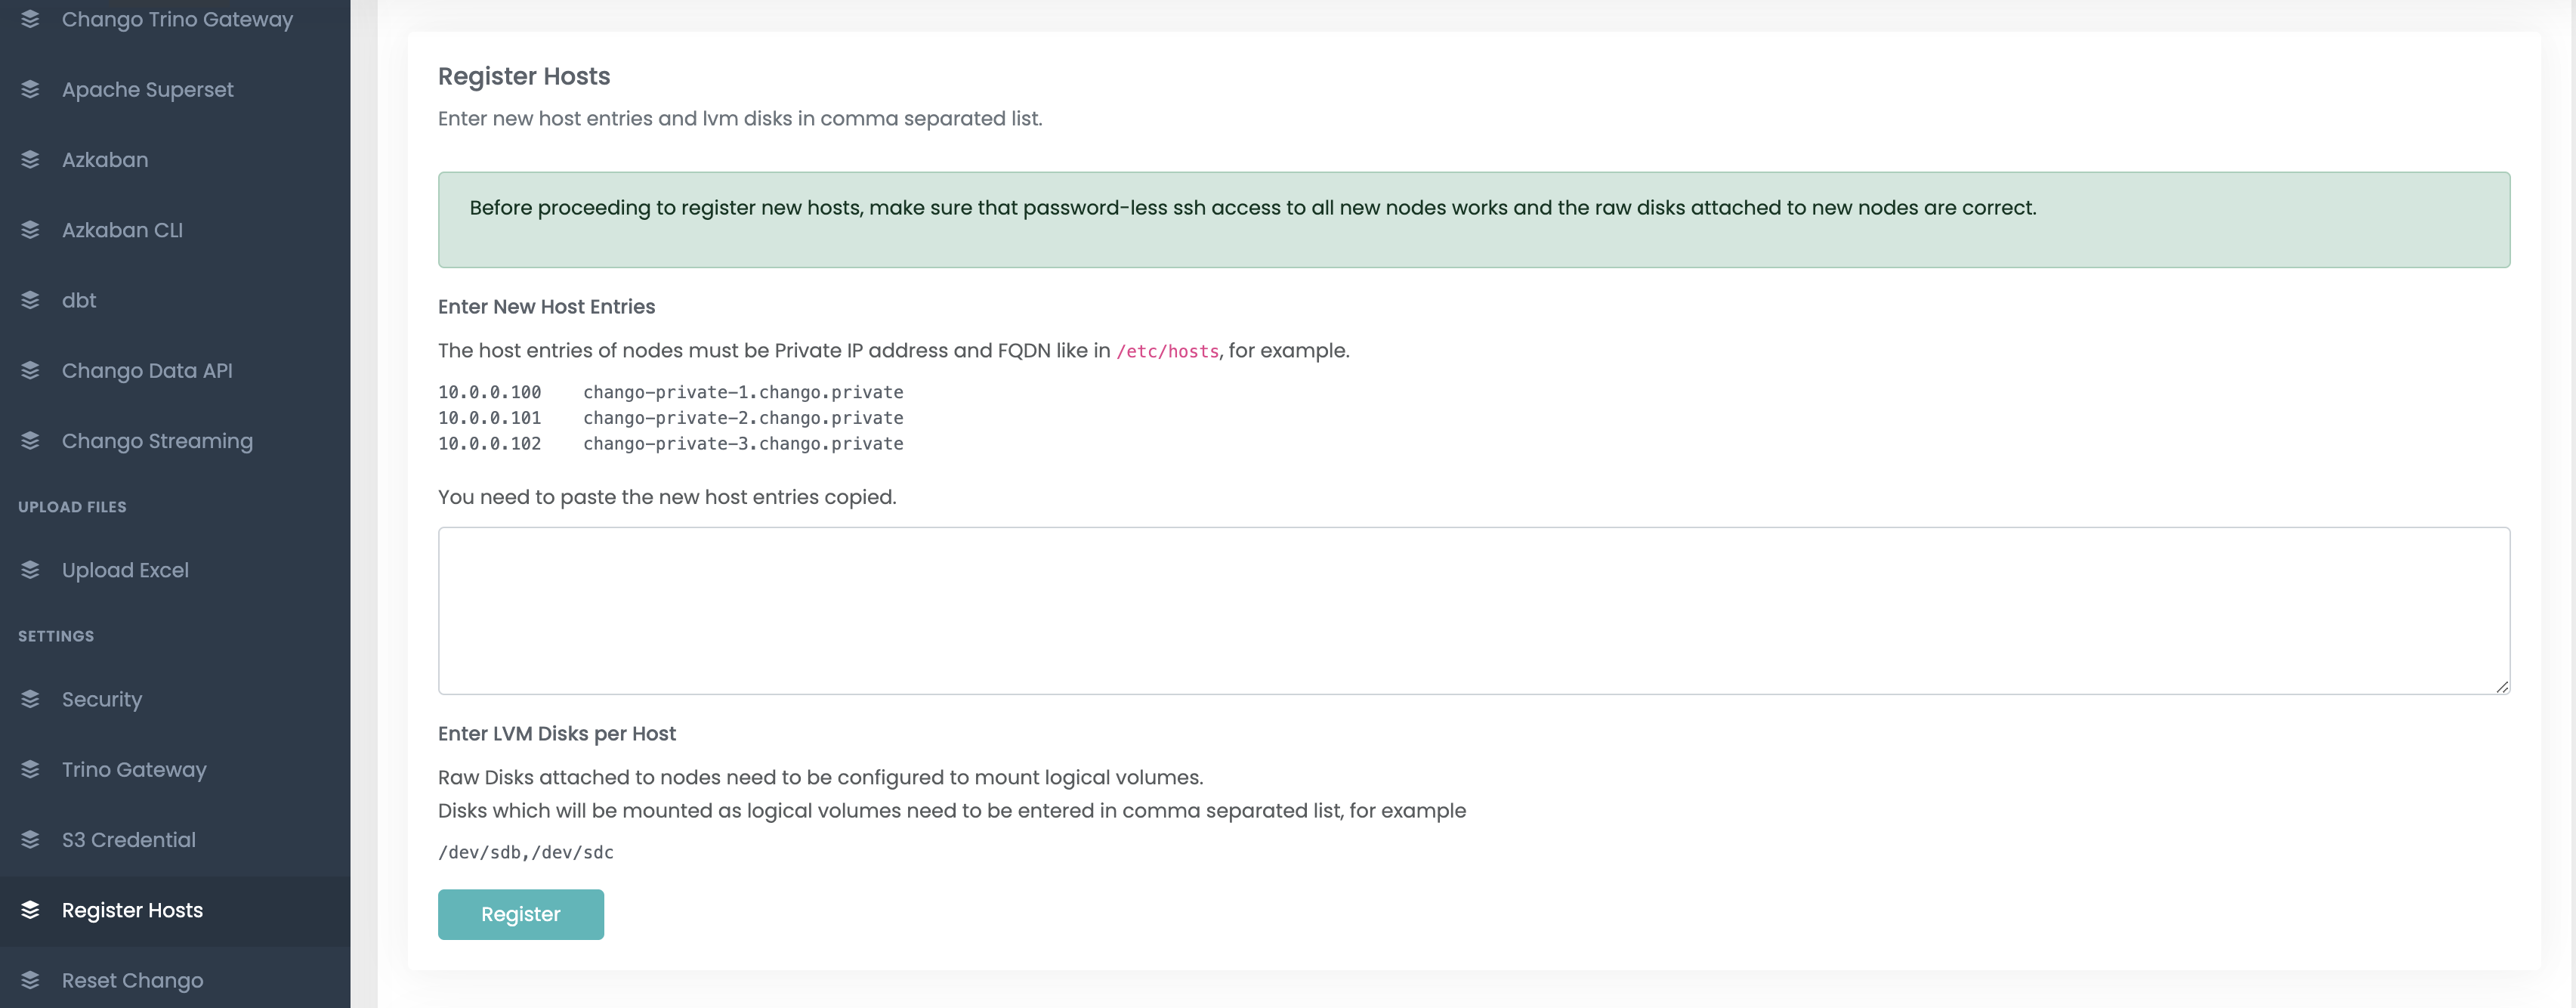 Chango Trino Gateway
Apache Superset
Azkaban
Azkaban CLI
dbt
Chango Data API
Chango Streaming
UPLOAD FILES
Upload Excel
SETTINGS
Security
Trino Gateway
S3 Credential
Register Hosts
Reset Chango
Register Hosts
Enter new host entries and lvm disks in comma separated list.
Before proceeding to register new hosts, make sure that password-less ssh access to all new nodes works and the raw disks attached to new nodes are correct.
Enter New Host Entries
The host entries of nodes must be Private IP address and FQDN like in /etc/hosts, for example.
10.0.0.100    chango-private-1.chango.private
10.0.0.101    chango-private-2.chango.private
10.0.0.102    chango-private-3.chango.private
You need to paste the new host entries copied.
Enter LVM Disks per Host
Raw Disks attached to nodes need to be configured to mount logical volumes.
Disks which will be mounted as logical volumes need to be entered in comma separated list, for example
/dev/sdb,/dev/sdc
Register